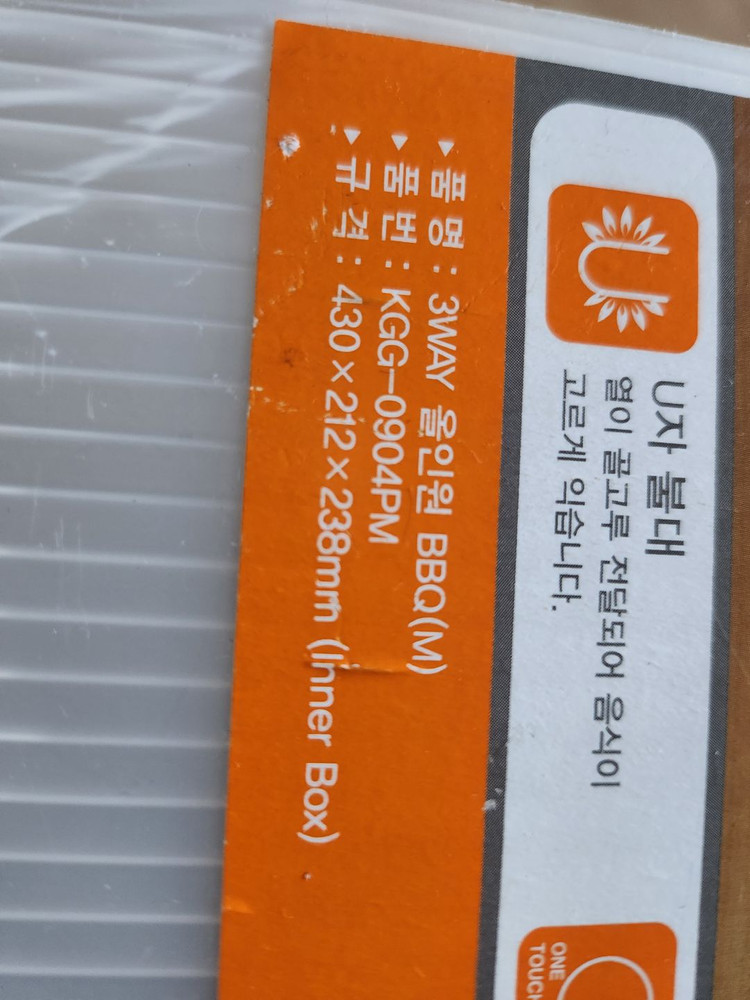 U자 불대
열이 골고루 전달되어 음식이
고르게 익습니다.
ONE
TOUCH
▶ 품 명 : 3WAY 올인원 BBQ(M)
▶ 품 번 : KGG-0904PM
▶ 규 격 : 430×212×238mm (Inner Box)